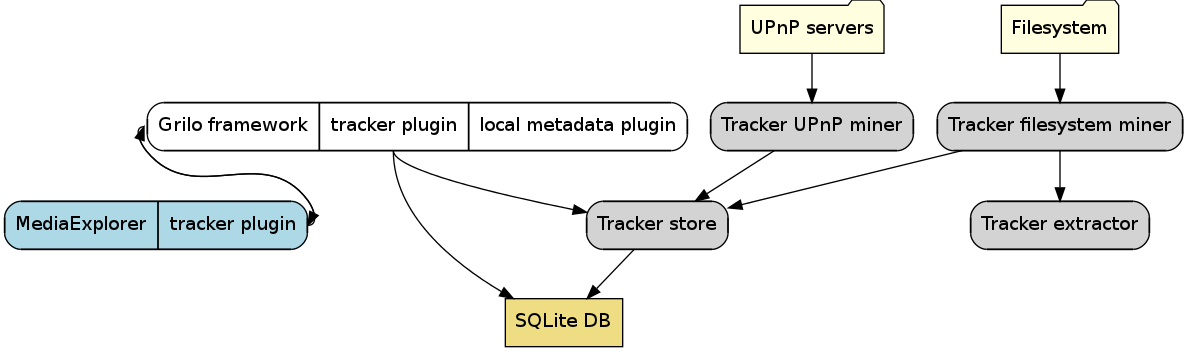 UPnP servers
Filesystem
Grilo framework
tracker plugin
local metadata plugin
Tracker UPnP miner
Tracker filesystem miner
MediaExplorer
tracker plugin
Tracker store
Tracker extractor
SQLite DB